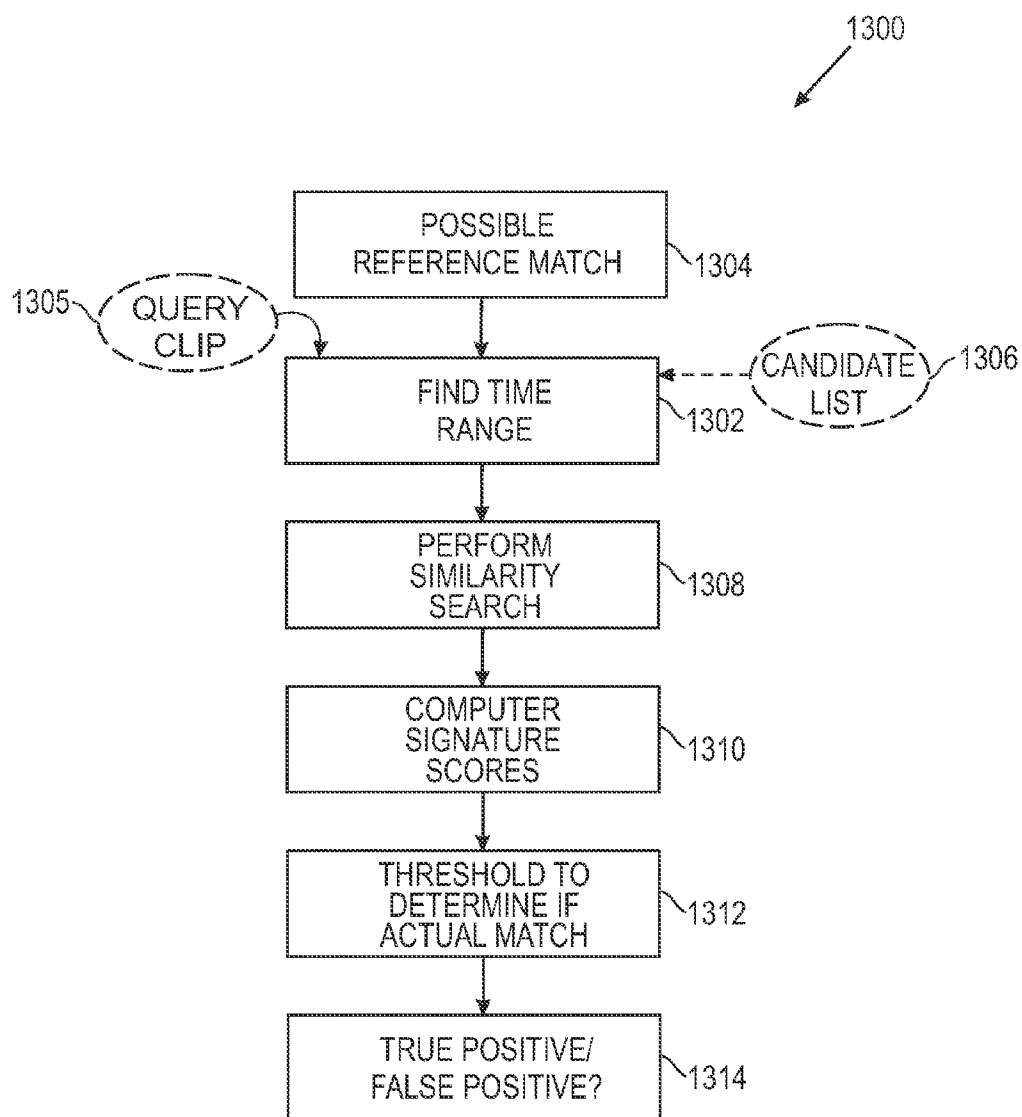 1300
POSSIBLE
REFERENCE MATCH
1304
1305
QUERY
CLIP
FIND TIME
RANGE
1302
CANDIDATE
LIST
1306
PERFORM
SIMILARITY
SEARCH
1308
COMPUTER
SIGNATURE
SCORES
1310
THRESHOLD TO
DETERMINE IF
ACTUAL MATCH
1312
TRUE POSITIVE/
FALSE POSITIVE?
1314